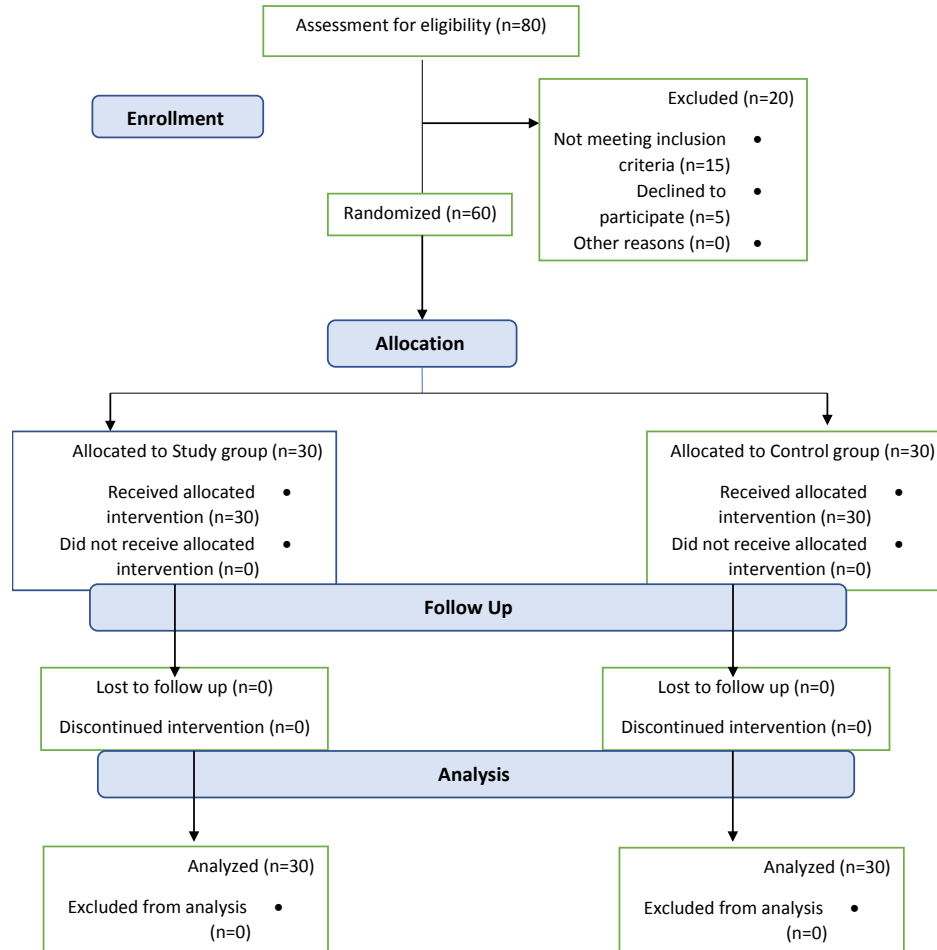 Assessment for eligibility (n=80)
Enrollment
Excluded (n=20)
Not meeting inclusion •
criteria (n=15)
Declined to •
participate (n=5)
Other reasons (n=0) •
Randomized (n=60)
Allocation
Allocated to Study group (n=30)
Received allocated •
intervention (n=30)
Did not receive allocated •
intervention (n=0)
Allocated to Control group (n=30)
Received allocated •
intervention (n=30)
Did not receive allocated •
intervention (n=0)
Follow Up
Lost to follow up (n=0)
Discontinued intervention (n=0)
Lost to follow up (n=0)
Discontinued intervention (n=0)
Analysis
Analyzed (n=30)
Excluded from analysis •
(n=0)
Analyzed (n=30)
Excluded from analysis •
(n=0)